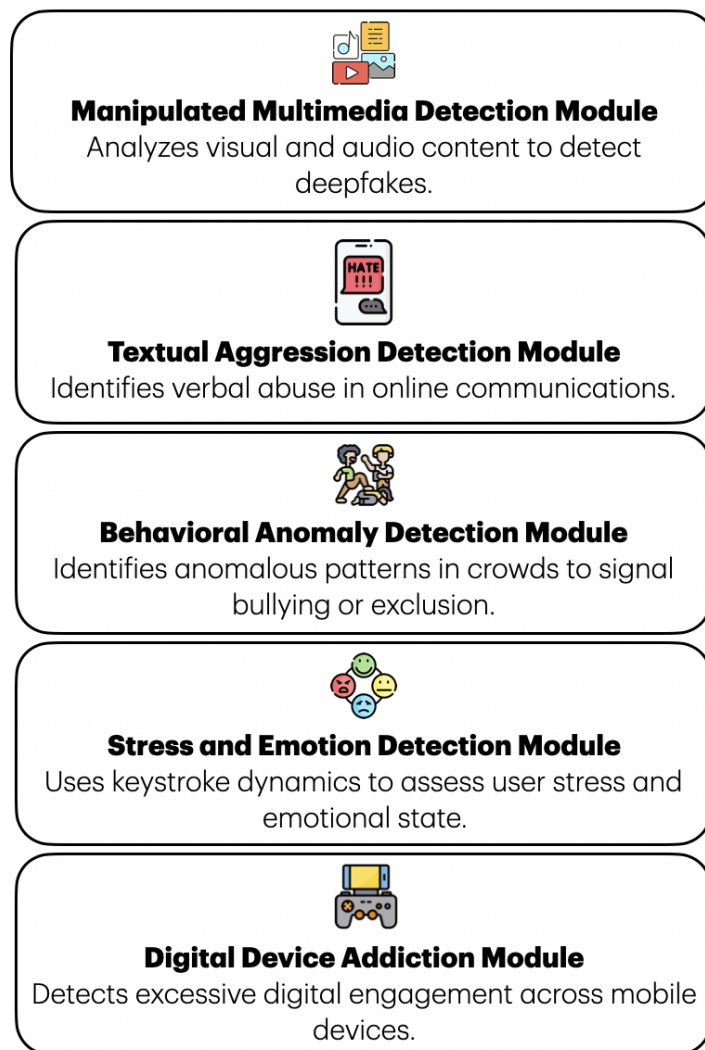 Manipulated Multimedia Detection Module
Analyzes visual and audio content to detect
deepfakes.
HATE
!!!
Textual Aggression Detection Module
Identifies verbal abuse in online communications.
Behavioral Anomaly Detection Module
Identifies anomalous patterns in crowds to signal
bullying or exclusion.
Stress and Emotion Detection Module
Uses keystroke dynamics to assess user stress and
emotional state.
Digital Device Addiction Module
Detects excessive digital engagement across mobile
devices.